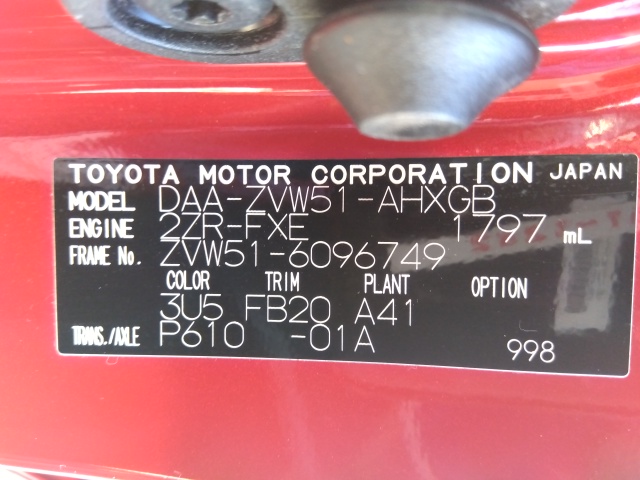 TOYOTA MOTOR CORPORATION JAPAN
MODEL DAA-ZVW51-AHXGB
ENGINE 2ZR-FXE 1797 mL
FRAME No. ZVW51-6096749
COLOR TRIM PLANT OPTION
3U5 FB20 A41
TRANS./AXLE P610 -01A
998